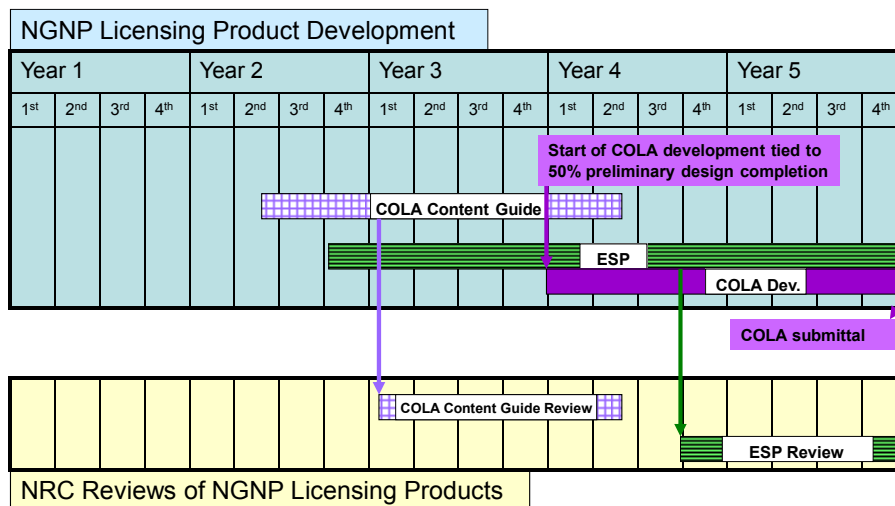 NGNP Licensing Product Development
Year 1 Year 2 Year 3 Year 4 Year 5
1st 2nd 3rd 4th 1st 2nd 3rd 4th 1st 2nd 3rd 4th 1st 2nd 3rd 4th 1st 2nd 3rd 4th
Start of COLA development tied to
50% preliminary design completion
COLA Content Guide
ESP
COLA Dev.
COLA submittal
COLA Content Guide Review
ESP Review
NRC Reviews of NGNP Licensing Products